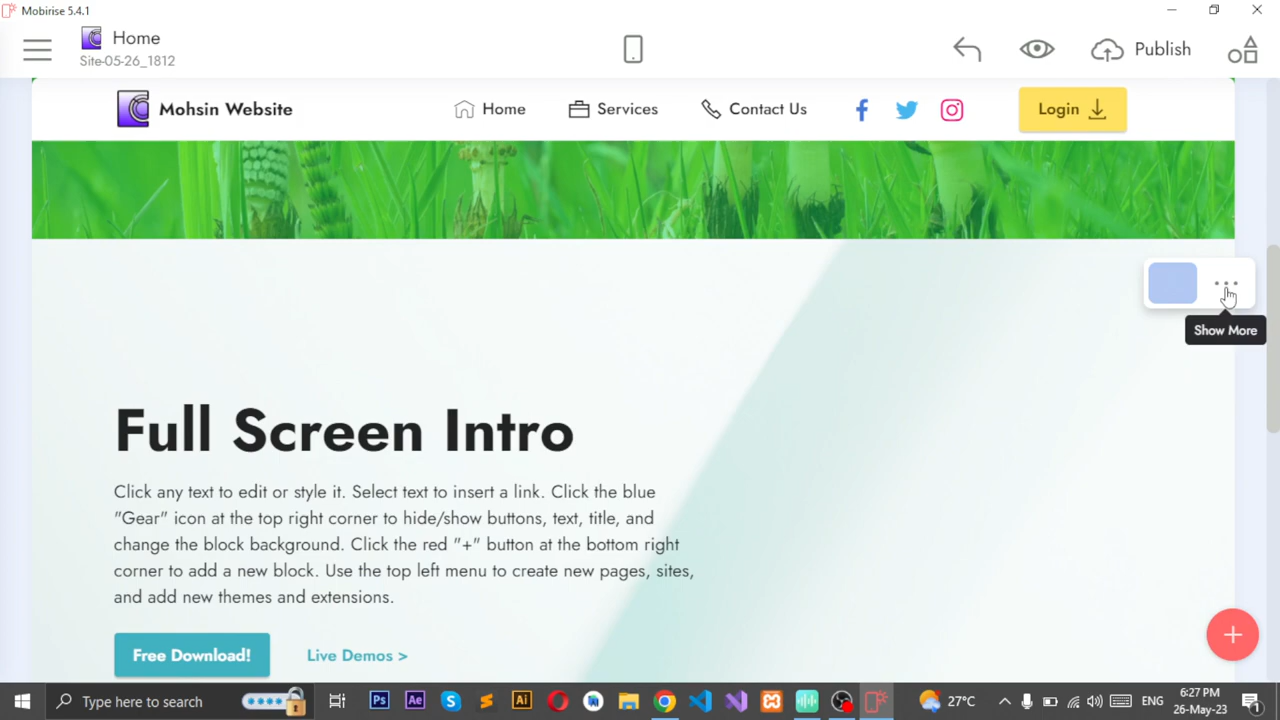 Mobirise 5.4.1
Home
Site-05-26_1812
Publish
Mohsin Website
Home
Services
Contact Us
Login
Show More
Full Screen Intro
Click any text to edit or style it. Select text to insert a link. Click the blue
"Gear" icon at the top right corner to hide/show buttons, text, title, and
change the block background. Click the red "+" button at the bottom right
corner to add a new block. Use the top left menu to create new pages, sites,
and add new themes and extensions.
Free Download!
Live Demos >
Type here to search
Ps
Ae
Ai
27°C
ENG
6:27 PM
26-May-23
1